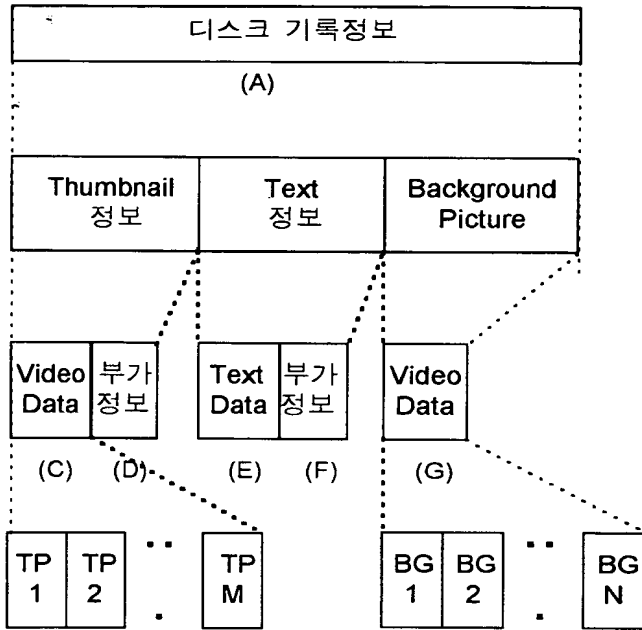 디스크 기록정보
(A)
Thumbnail
정보
Text
정보
Background
Picture
Video
Data
부가
정보
Text
Data
부가
정보
Video
Data
(C)
(D)
(E)
(F)
(G)
TP
1
TP
2
TP
M
BG
1
BG
2
BG
N